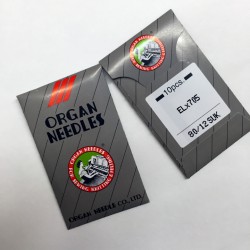 ORGAN
NEEDLES
ORGAN NEEDLE CO., LTD.
10pcs.
ELx705
80/12 SUK